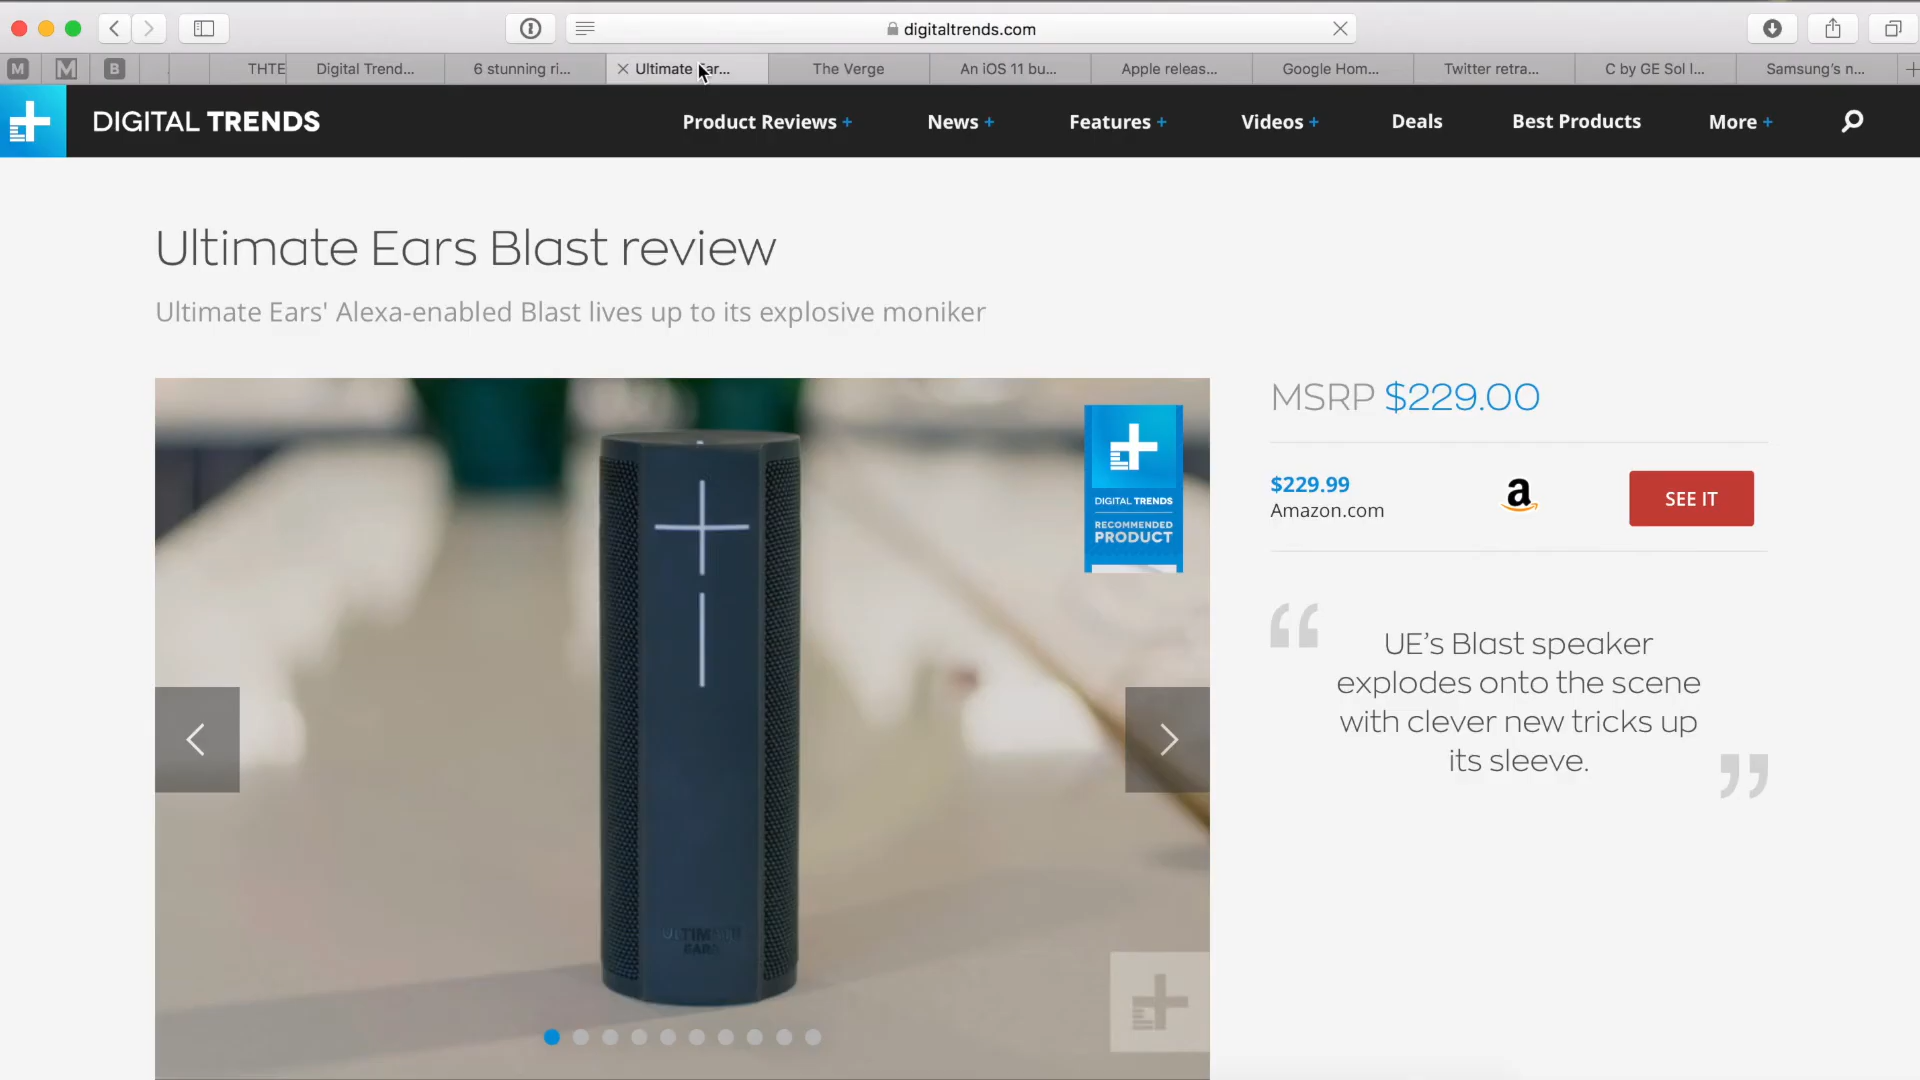 digitaltrends.com
M
M
B
THTE
Digital Trend...
6 stunning ri...
Ultimate Ear...
The Verge
An iOS 11 bu...
Apple releas...
Google Hom...
Twitter retra...
C by GE Sol l...
Samsung's n...
DIGITAL TRENDS
Product Reviews +
News +
Features +
Videos +
Deals
Best Products
More +
Ultimate Ears Blast review
Ultimate Ears' Alexa-enabled Blast lives up to its explosive moniker
MSRP $229.00
DIGITAL TRENDS
RECOMMENDED
PRODUCT
$229.99
Amazon.com
a
SEE IT
“ UE’s Blast speaker
explodes onto the scene
with clever new tricks up
its sleeve. ”
ULTIMATE
EARS